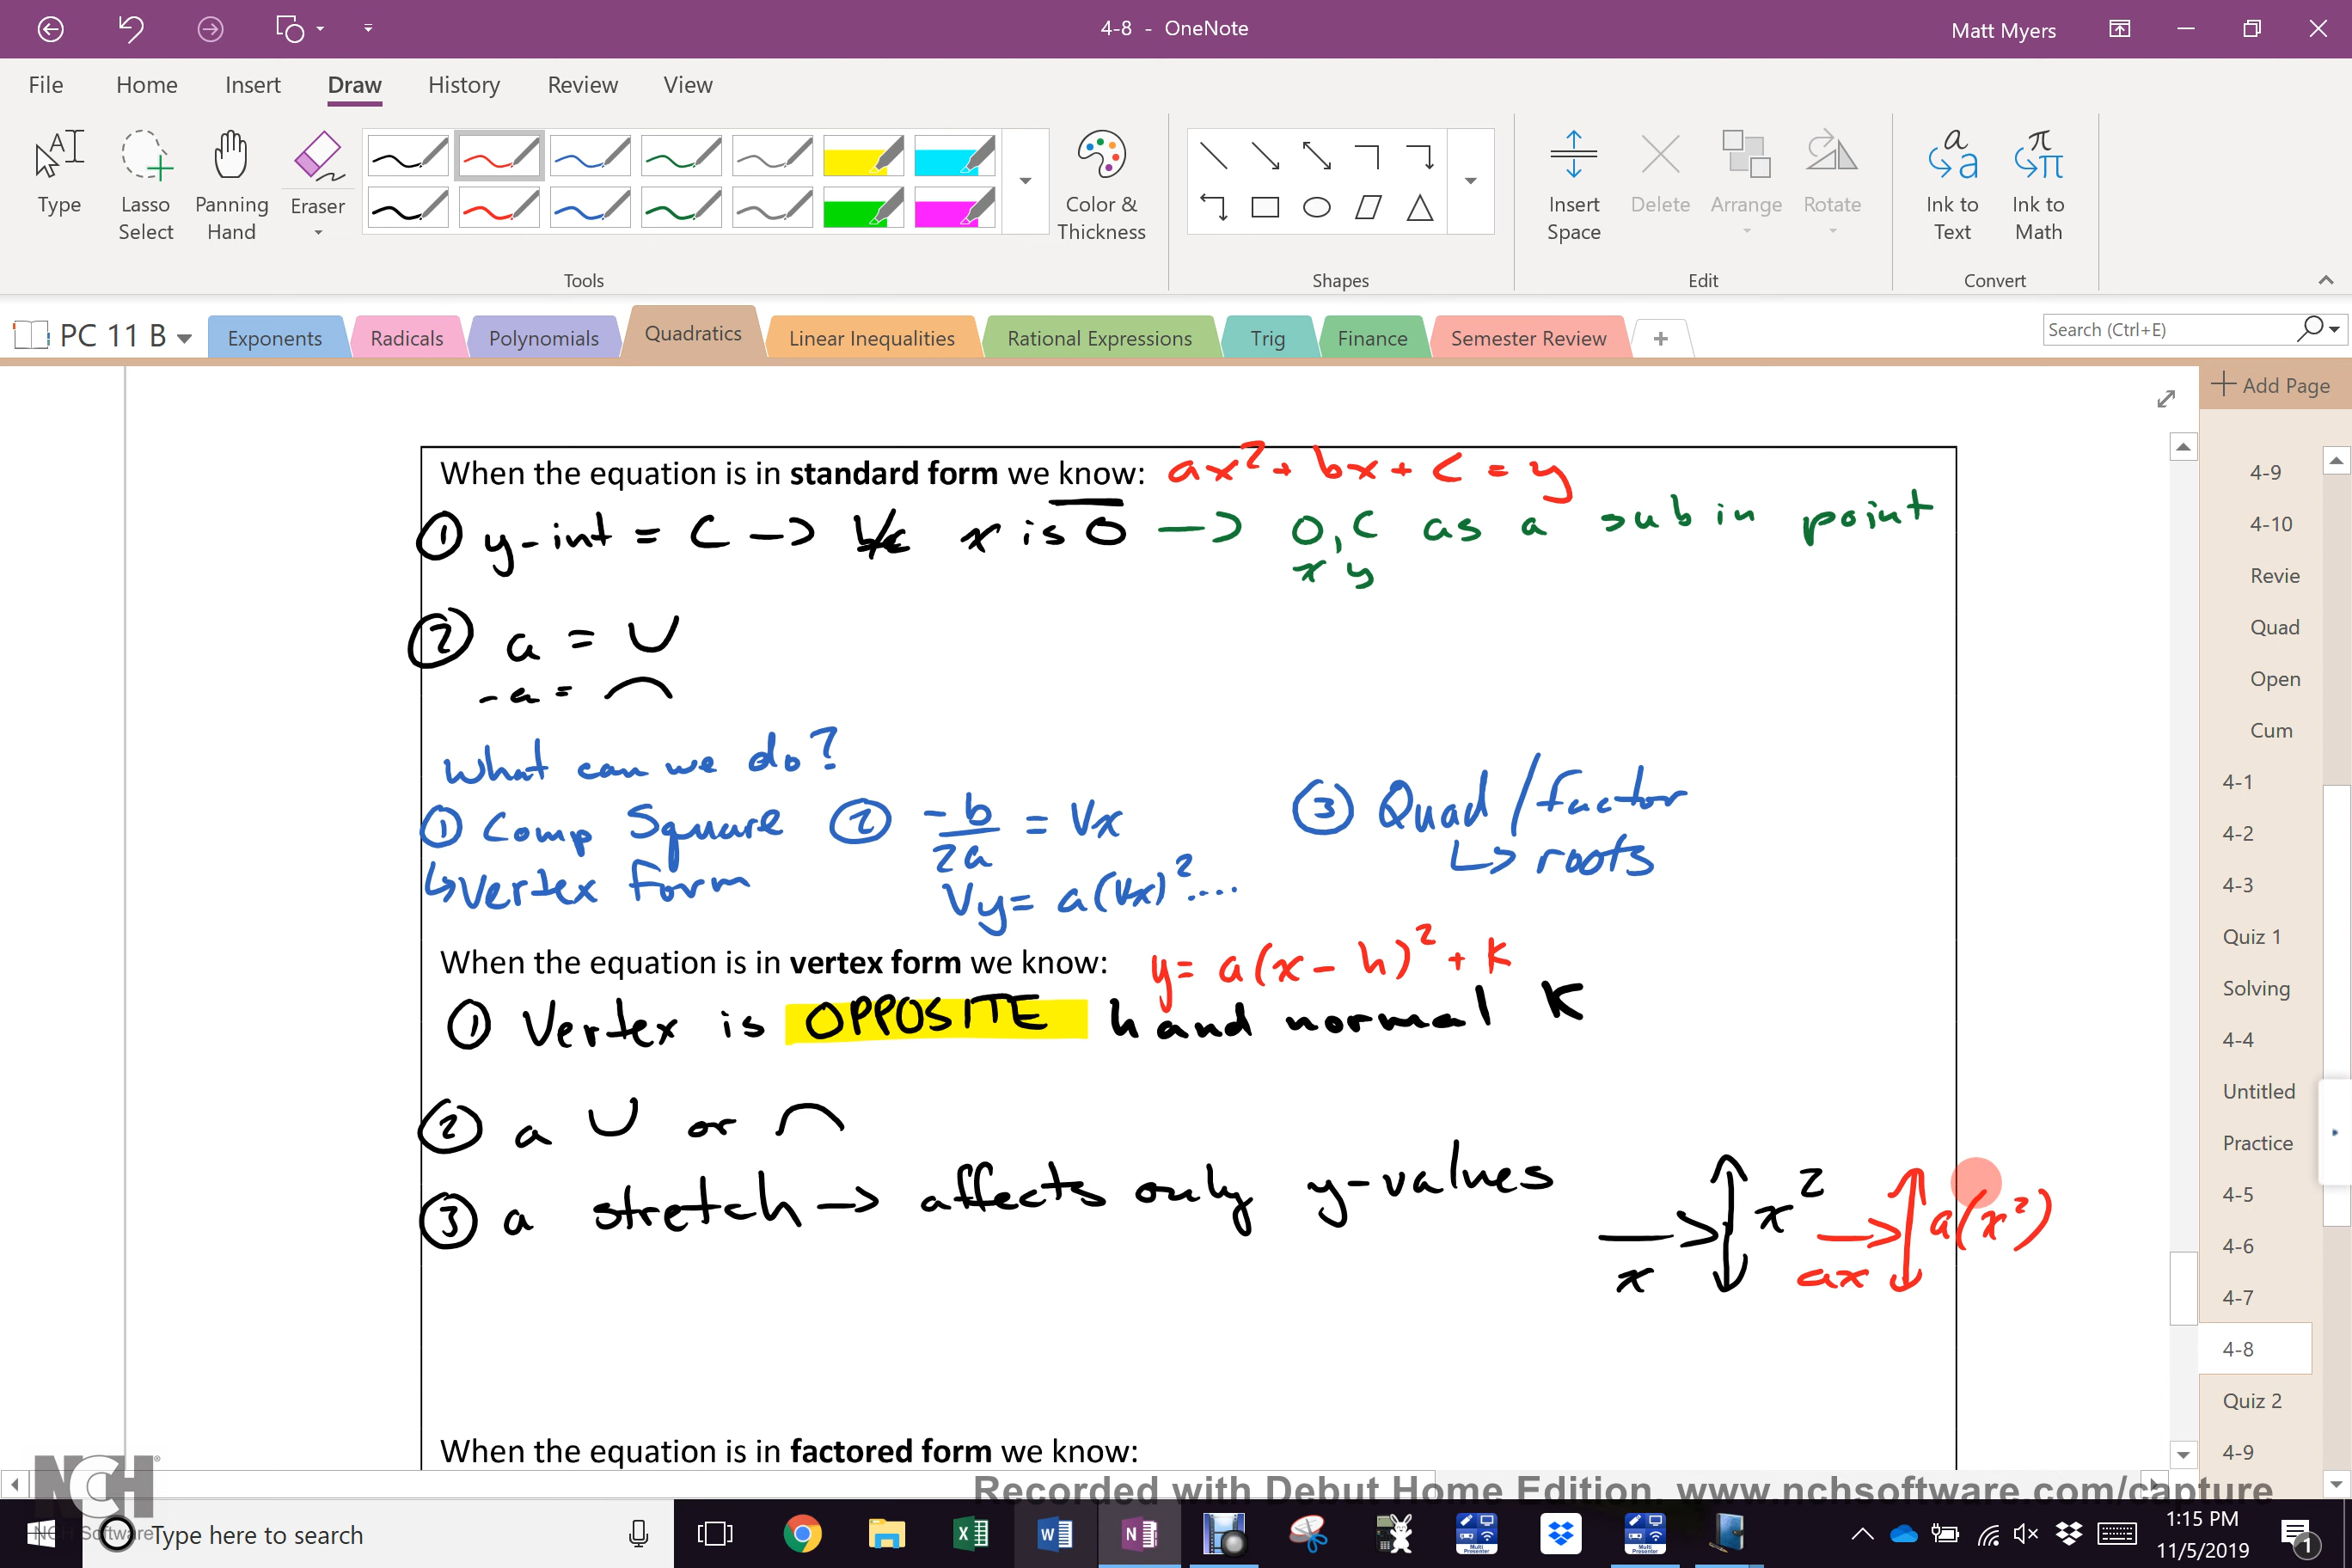 4-8 - OneNote
Matt Myers
File Home Insert Draw History Review View
Type
Lasso Select
Panning Hand
Eraser
Color & Thickness
Insert Space
Delete
Arrange
Rotate
Ink to Text
Ink to Math
Tools
Shapes
Edit
Convert
PC 11 B
Exponents Radicals Polynomials Quadratics Linear Inequalities Rational Expressions Trig Finance Semester Review +
Search (Ctrl+E)
Add Page
When the equation is in standard form we know: ax² + bx + c = y
① y-int = C → x is 0 → 0, C as a sub in point
x y
② a = ∪
-a = ∩
What can we do?
① Comp Square ② -b/2a = Vx ③ Quad/factor
↳ Vertex form Vy = a(Vx)².... ↳ roots
When the equation is in vertex form we know: y = a(x - h)² + k
① Vertex is OPPOSITE h and normal K
② a ∪ or ∩
③ a stretch → affects only y-values
→ x ↕ x² → ax ↕ a(x²)
When the equation is in factored form we know:
4-9
4-10
Revie
Quad
Open
Cum
4-1
4-2
4-3
Quiz 1
Solving
4-4
Untitled
Practice
4-5
4-6
4-7
4-8
Quiz 2
4-9
NCH
NCH Software
Recorded with Debut Home Edition. www.nchsoftware.com/capture
Type here to search
1:15 PM
11/5/2019
1